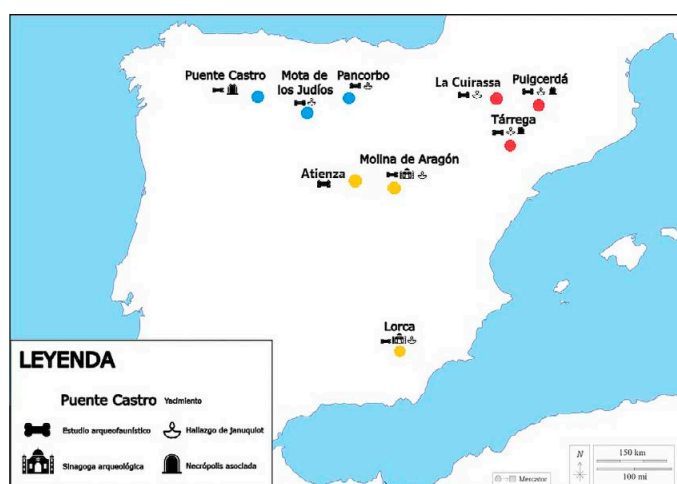 Puente Castro
Mota de
los Judíos
Pancorbo
La Cuirassa
Puigcerdá
Tárrega
Molina de Aragón
Atienza
Lorca
LEYENDA
Puente Castro Yacimiento
Estudio arqueofaunístico
Hallazgo de januquiot
Sinagoga arqueológica
Necrópolis asociada
N
150 km
100 mi
Mercator